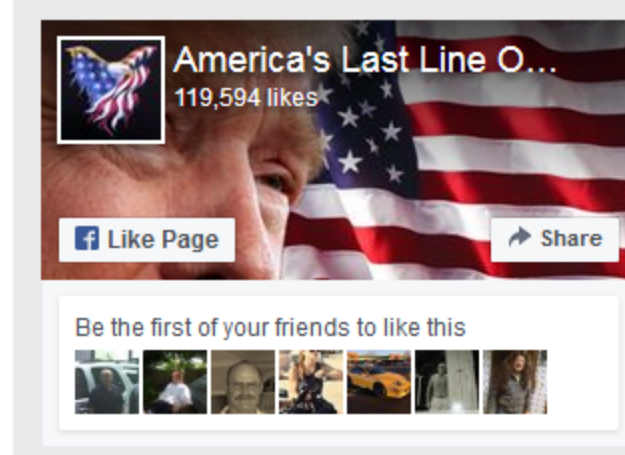 America's Last Line O...
119,594 likes
Like Page
Share
Be the first of your friends to like this